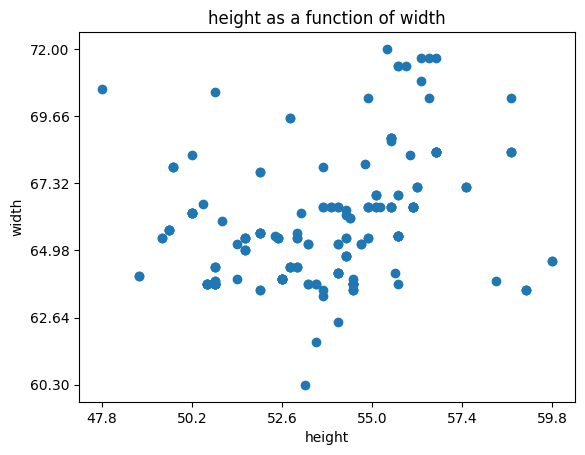 height as a function of width
72.00
69.66
67.32
64.98
62.64
60.30
width
47.8 50.2 52.6 55.0 57.4 59.8
height